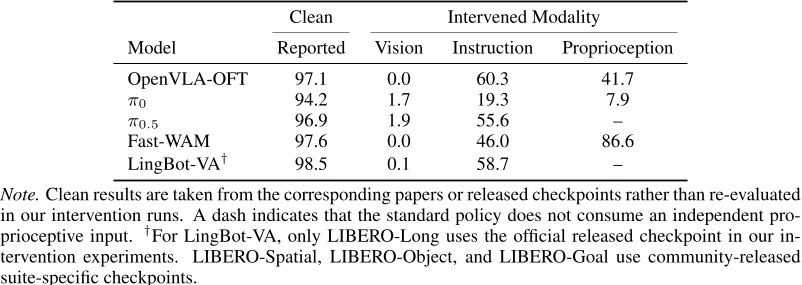 Clean Intervened Modality
Model Reported Vision Instruction Proprioception
OpenVLA-OFT 97.1 0.0 60.3 41.7
π0 94.2 1.7 19.3 7.9
π0.5 96.9 1.9 55.6 –
Fast-WAM 97.6 0.0 46.0 86.6
LingBot-VA† 98.5 0.1 58.7 –
Note. Clean results are taken from the corresponding papers or released checkpoints rather than re-evaluated
in our intervention runs. A dash indicates that the standard policy does not consume an independent pro-
prioceptive input. †For LingBot-VA, only LIBERO-Long uses the official released checkpoint in our in-
tervention experiments. LIBERO-Spatial, LIBERO-Object, and LIBERO-Goal use community-released
suite-specific checkpoints.